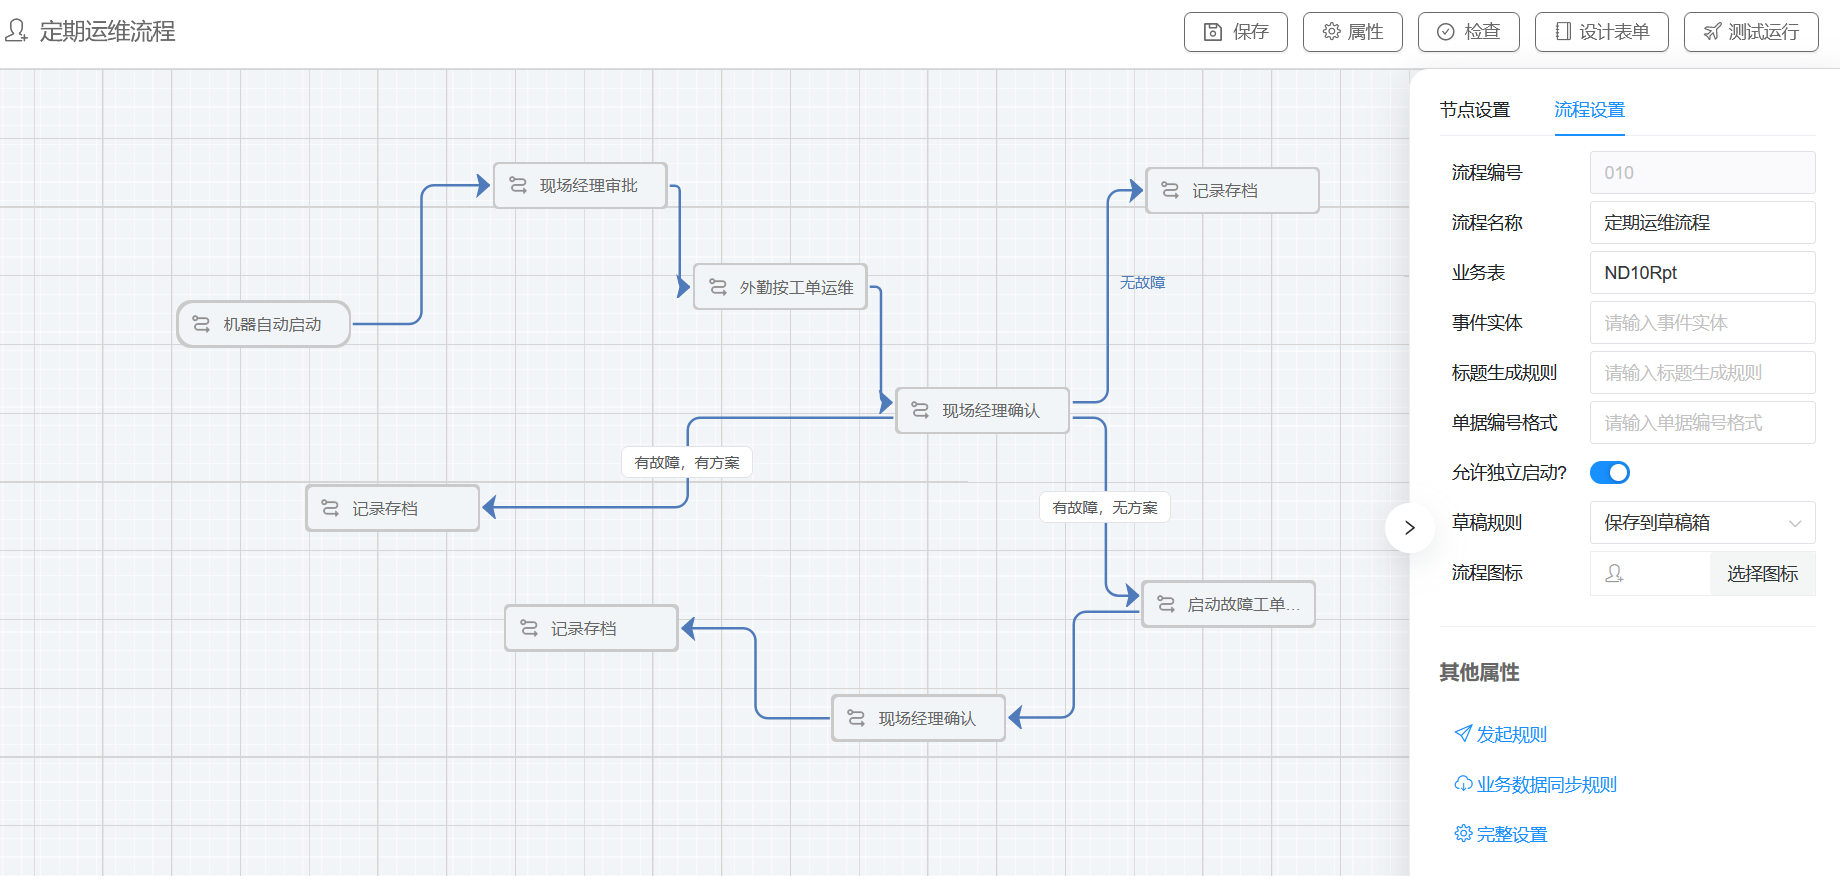 定期运维流程
保存
属性
检查
设计表单
测试运行
节点设置
流程设置
流程编号
010
流程名称
定期运维流程
业务表
ND10Rpt
事件实体
请输入事件实体
标题生成规则
请输入标题生成规则
单据编号格式
请输入单据编号格式
允许独立启动?
草稿规则
保存到草稿箱
流程图标
选择图标
其他属性
发起规则
业务数据同步规则
完整设置
现场经理审批
记录存档
外勤按工单运维
无故障
机器自动启动
现场经理确认
有故障，有方案
记录存档
有故障，无方案
启动故障工单...
记录存档
现场经理确认